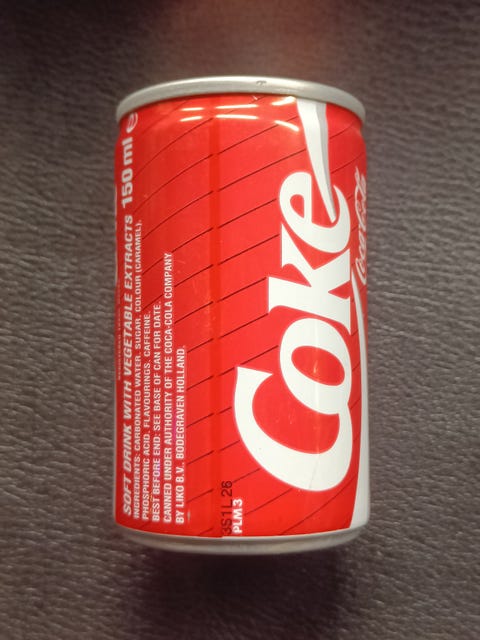 Coke
Coca-Cola
SOFT DRINK WITH VEGETABLE EXTRACTS 150 ml e
INGREDIENTS: CARBONATED WATER. SUGAR. COLOUR (CARAMEL).
PHOSPHORIC ACID. FLAVOURINGS. CAFFEINE.
BEST BEFORE END: SEE BASE OF CAN FOR DATE.
CANNED UNDER AUTHORITY OF THE COCA-COLA COMPANY
BY LIKO B.V., BODEGRAVEN HOLLAND.
3S1L 26
PLM 3